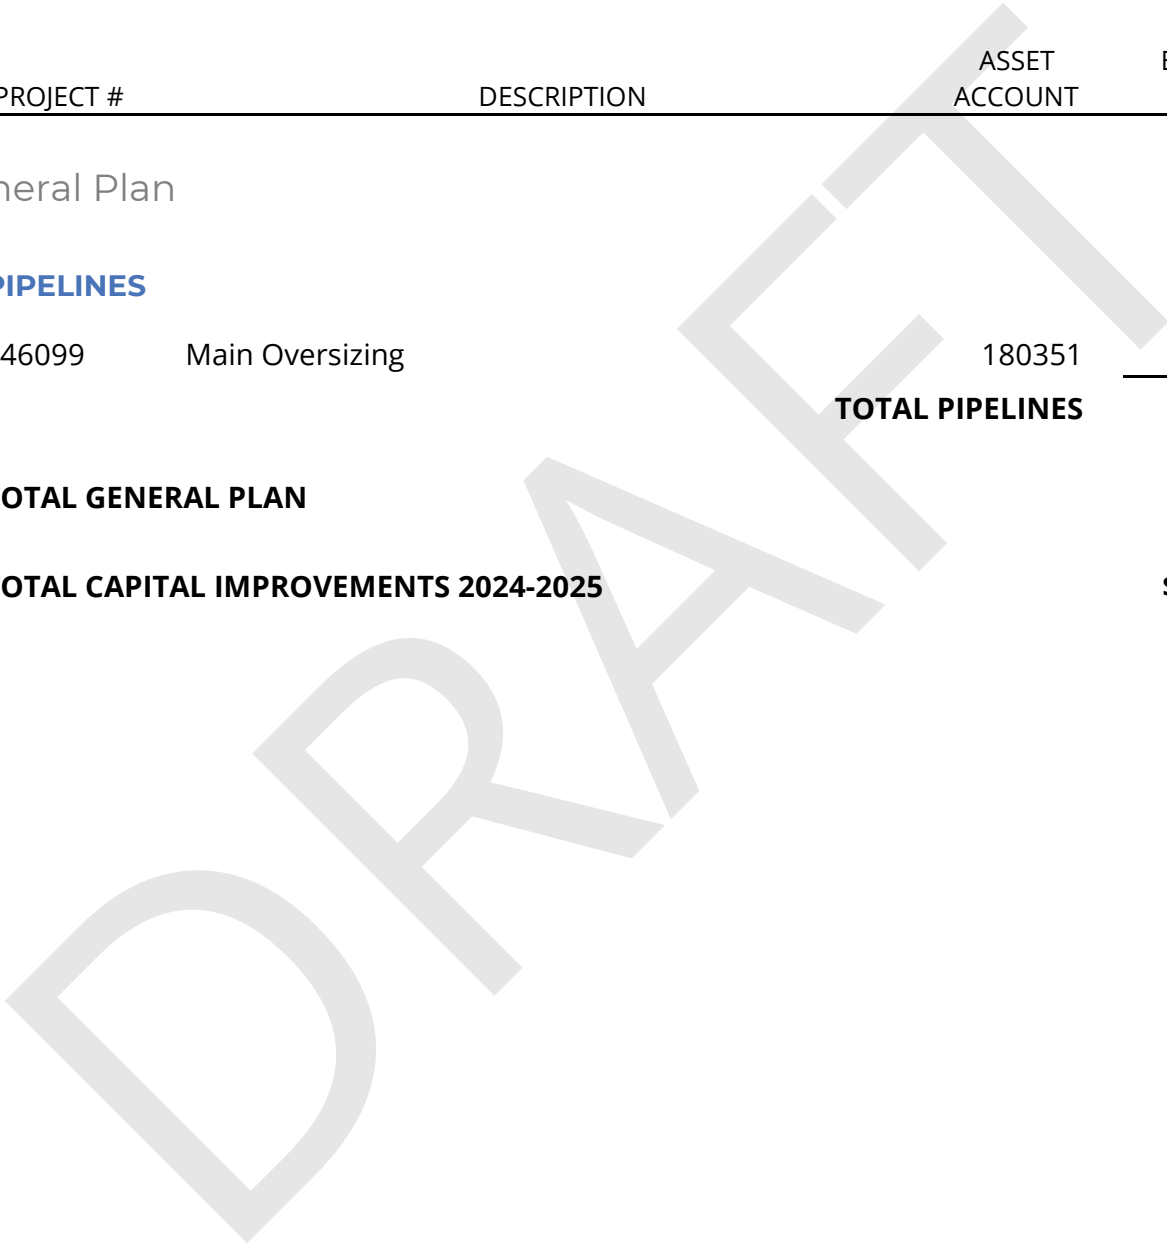 ASSET
PROJECT # DESCRIPTION ACCOUNT
neral Plan
PIPELINES
46099 Main Oversizing 180351
TOTAL PIPELINES
OTAL GENERAL PLAN
OTAL CAPITAL IMPROVEMENTS 2024-2025
DRAFT